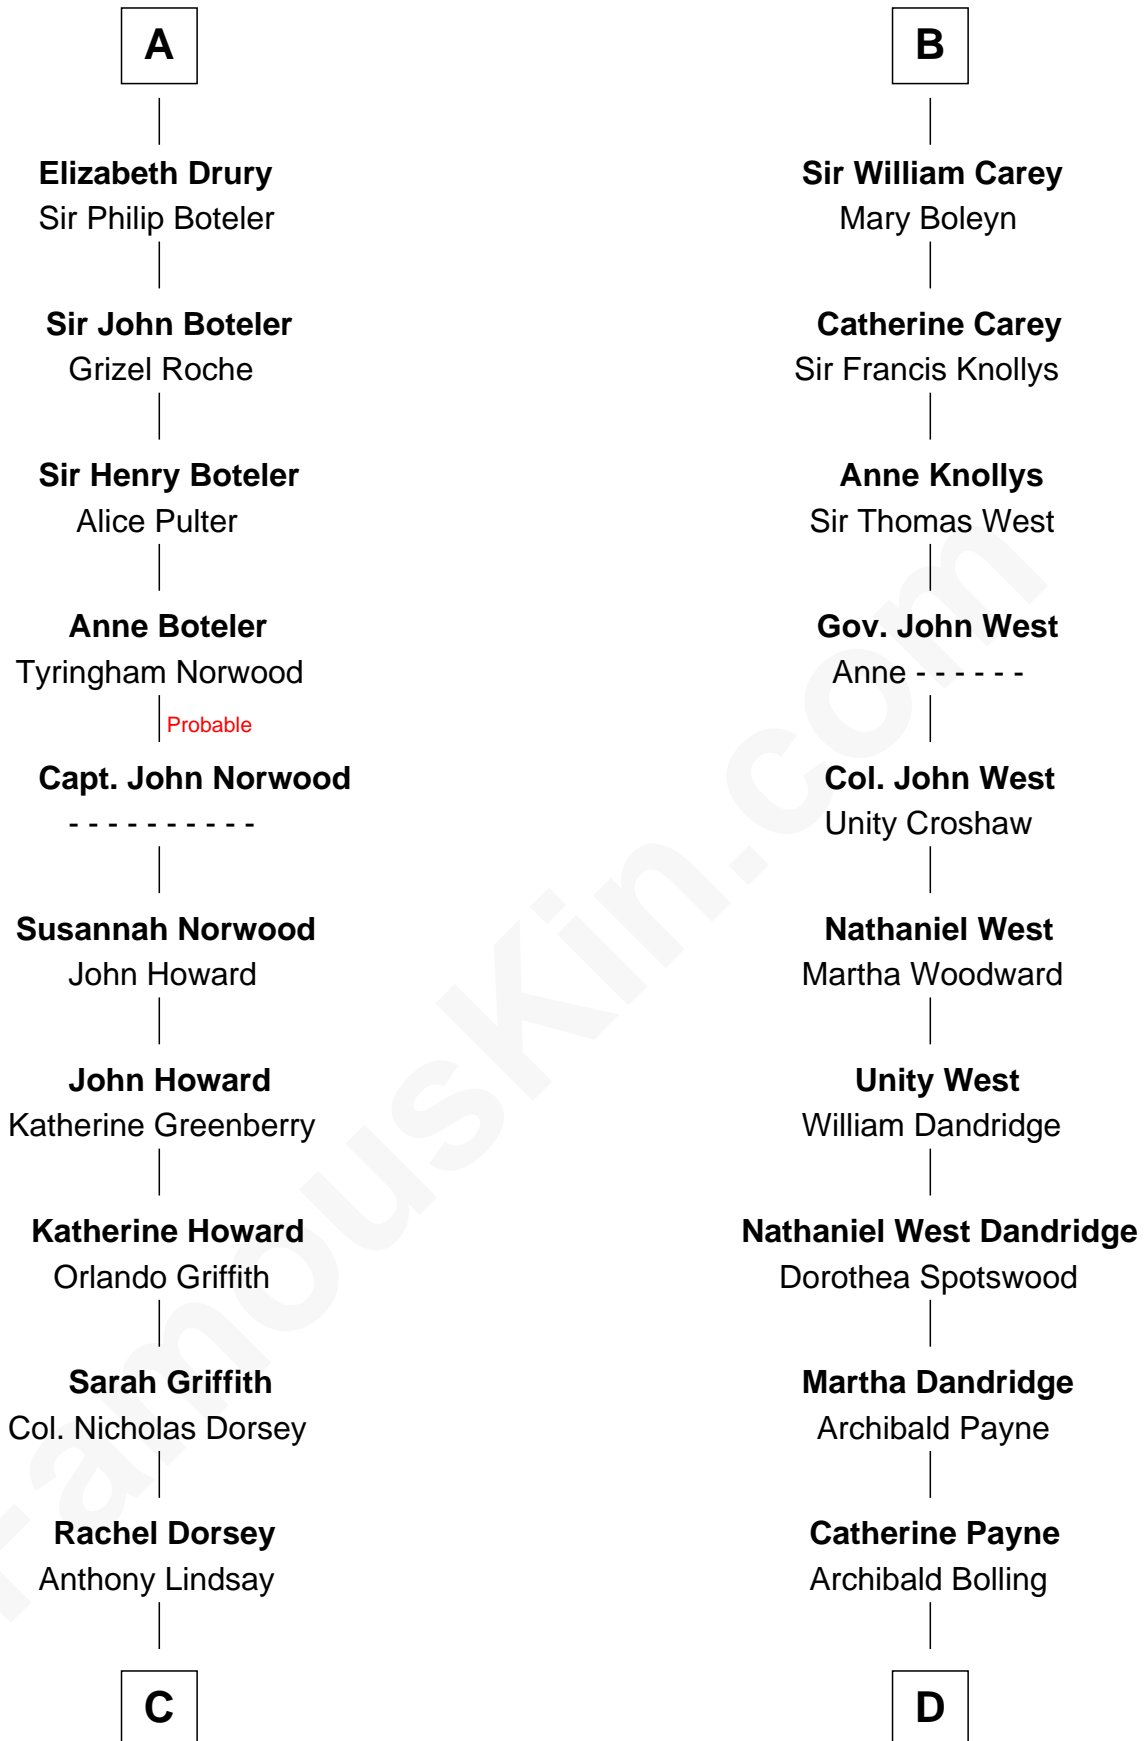 A
Elizabeth Drury
Sir Philip Boteler
Sir John Boteler
Grizel Roche
Sir Henry Boteler
Alice Pulter
Anne Boteler
Tyringham Norwood
Probable
Capt. John Norwood
- - - - - - - - - -
Susannah Norwood
John Howard
John Howard
Katherine Greenberry
Katherine Howard
Orlando Griffith
Sarah Griffith
Col. Nicholas Dorsey
Rachel Dorsey
Anthony Lindsay
C
B
Sir William Carey
Mary Boleyn
Catherine Carey
Sir Francis Knollys
Anne Knollys
Sir Thomas West
Gov. John West
Anne - - - - - -
Col. John West
Unity Croshaw
Nathaniel West
Martha Woodward
Unity West
William Dandridge
Nathaniel West Dandridge
Dorothea Spotswood
Martha Dandridge
Archibald Payne
Catherine Payne
Archibald Bolling
D
FamousKin.com